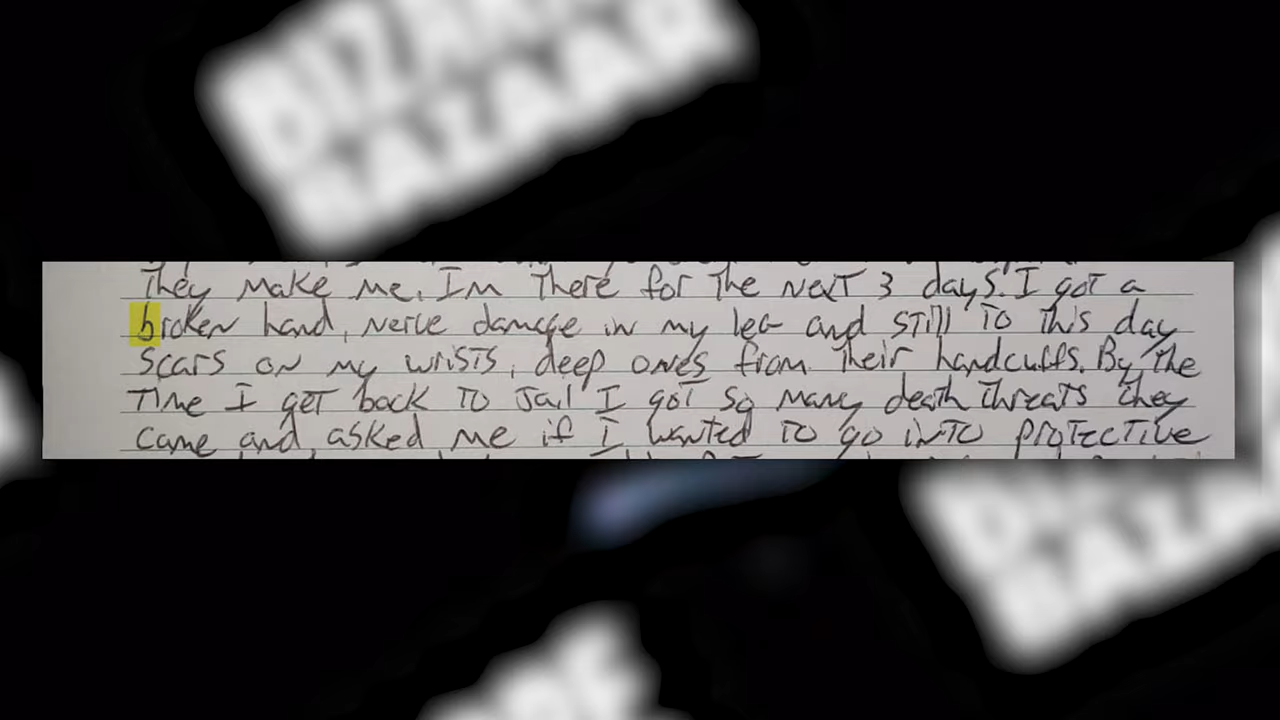 They make me. Im there for the next 3 days. I got a
broken hand, nerve damage in my leg and still to this day
scars on my wrists, deep ones from their handcuffs. By the
time I get back to jail I got so many death threats they
came and asked me if I wanted to go into protective